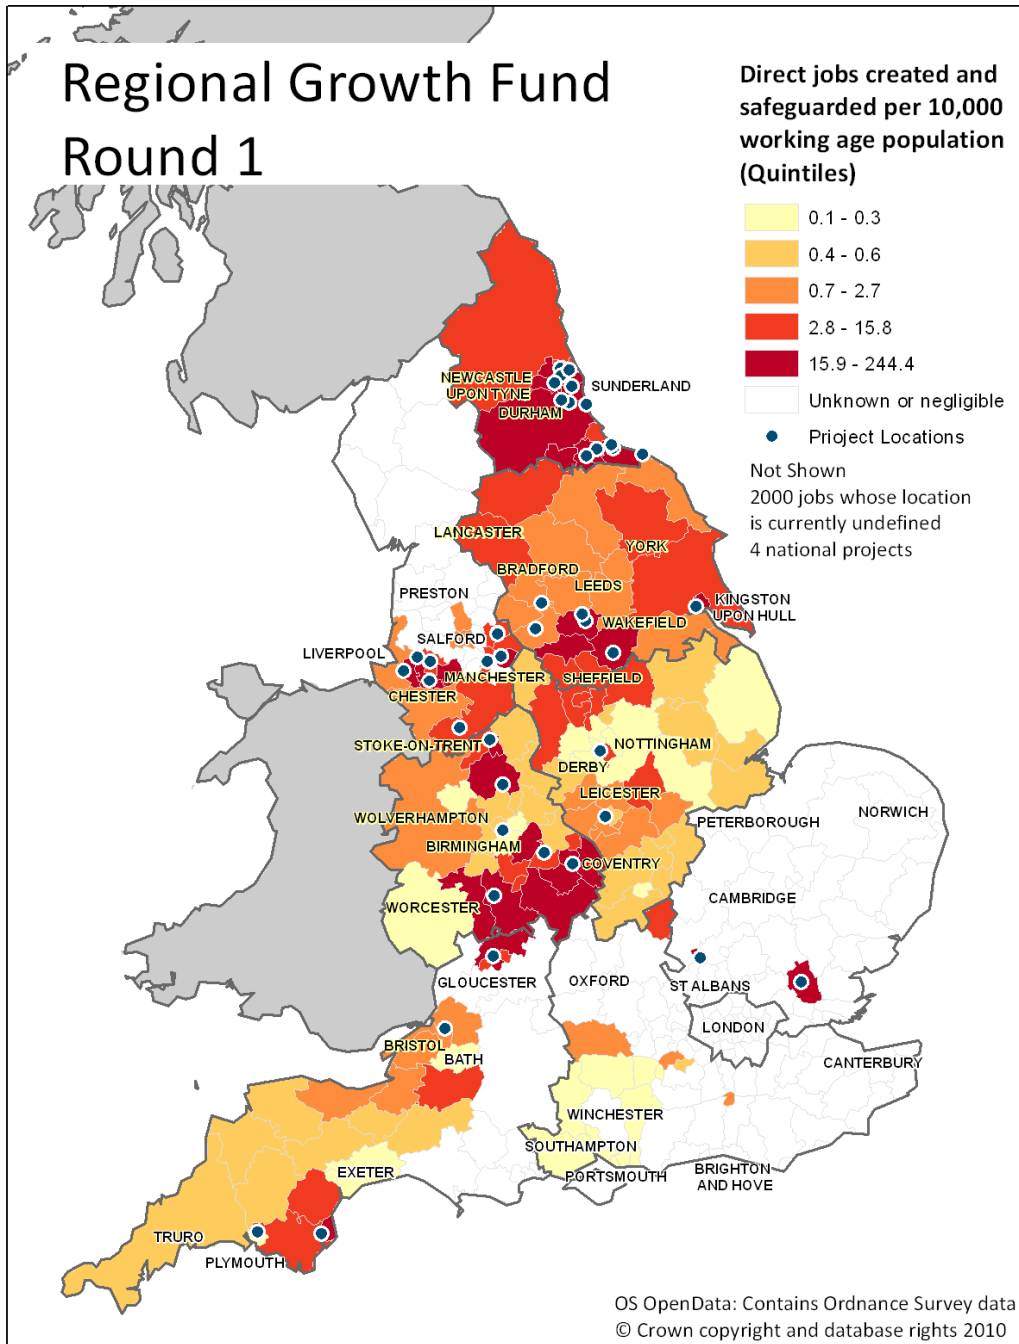 Regional Growth Fund
Round 1
Direct jobs created and
safeguarded per 10,000
working age population
(Quintiles)
0.1 - 0.3
0.4 - 0.6
0.7 - 2.7
2.8 - 15.8
15.9 - 244.4
Unknown or negligible
Prioject Locations
Not Shown
2000 jobs whose location
is currently undefined
4 national projects
NEWCASTLE
UPON TYNE
SUNDERLAND
DURHAM
LANCASTER
YORK
BRADFORD
LEEDS
PRESTON
KINGSTON
UPON HULL
WAKEFIELD
SALFORD
LIVERPOOL
MANCHESTER
SHEFFIELD
CHESTER
STOKE-ON-TRENT
NOTTINGHAM
DERBY
LEICESTER
WOLVERHAMPTON
PETERBOROUGH
NORWICH
BIRMINGHAM
COVENTRY
WORCESTER
CAMBRIDGE
GLOUCESTER
OXFORD
ST ALBANS
LONDON
BRISTOL
BATH
CANTERBURY
WINCHESTER
SOUTHAMPTON
EXETER
PORTSMOUTH
BRIGHTON
AND HOVE
TRURO
PLYMOUTH
OS OpenData: Contains Ordnance Survey data
© Crown copyright and database rights 2010